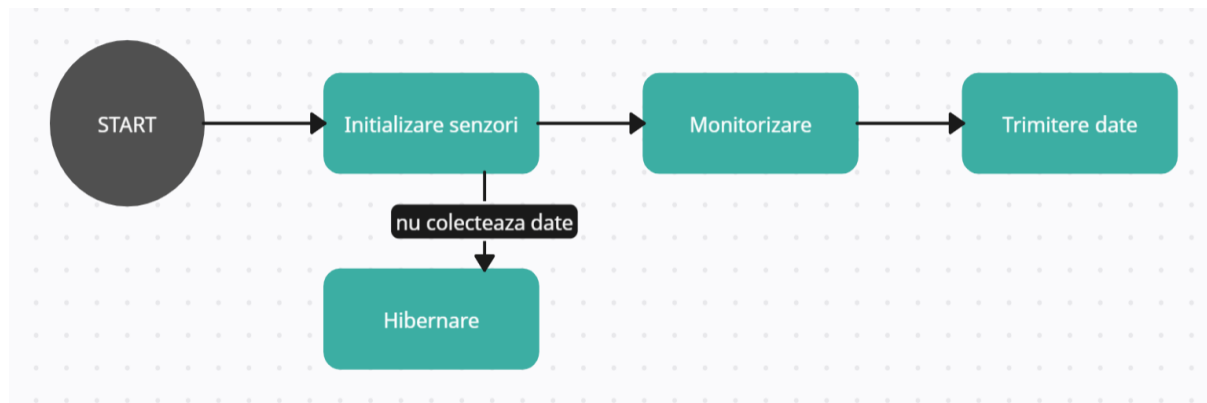 START
Initializare senzori
Monitorizare
Trimitere date
nu colecteaza date
Hibernare